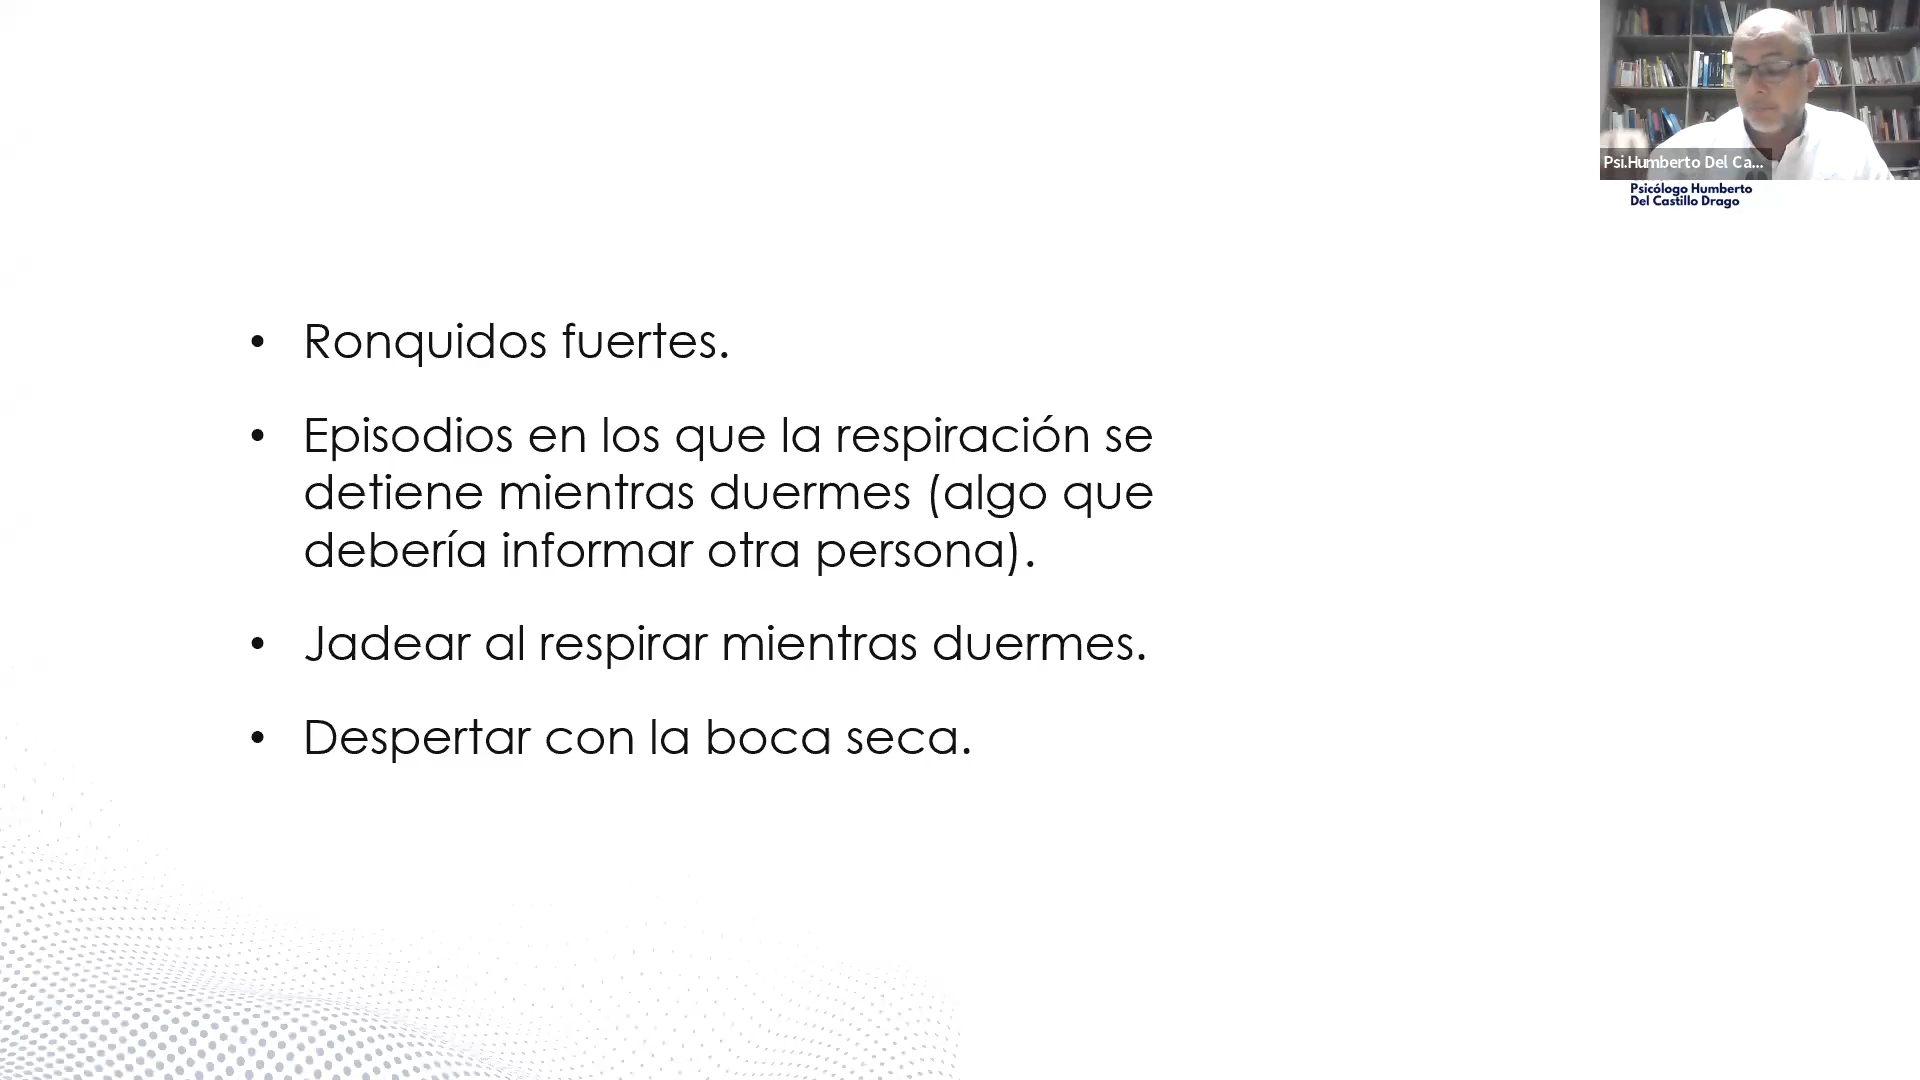 Psi.Humberto Del Ca...
Psicólogo Humberto
Del Castillo Drago
• Ronquidos fuertes.
• Episodios en los que la respiración se
detiene mientras duermes (algo que
debería informar otra persona).
• Jadear al respirar mientras duermes.
• Despertar con la boca seca.